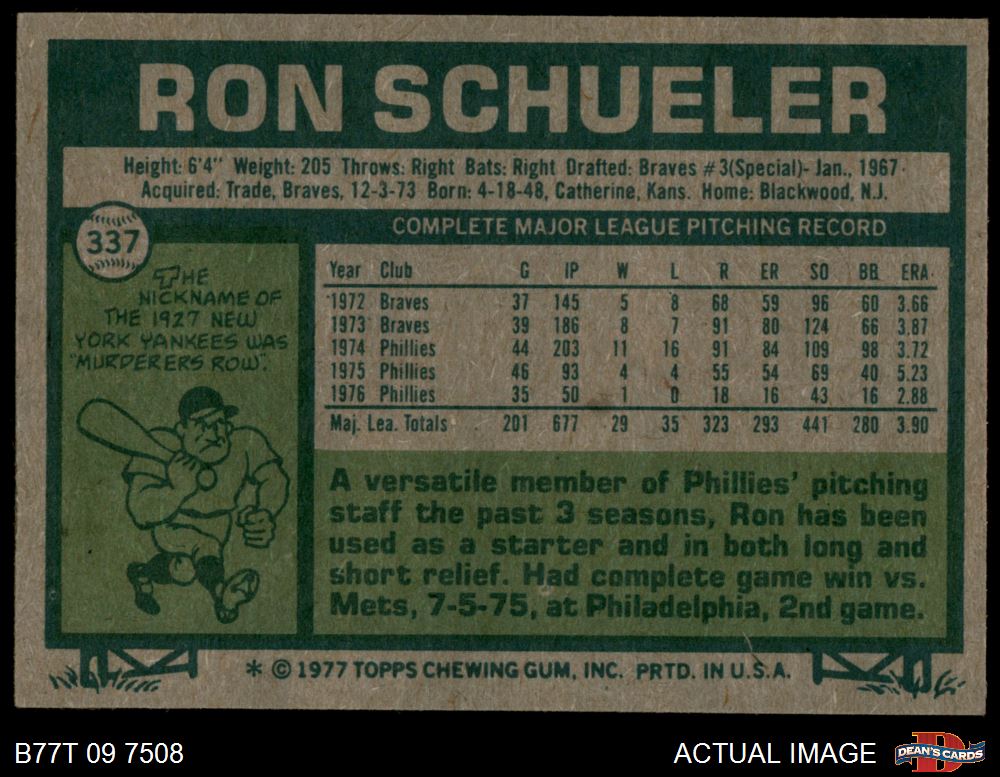 RON SCHUELER
Height: 6'4" Weight: 205 Throws: Right Bats: Right Drafted: Braves #3(Special)- Jan., 1967
Acquired: Trade, Braves, 12-3-73 Born: 4-18-48, Catherine, Kans. Home: Blackwood, N.J.
337
COMPLETE MAJOR LEAGUE PITCHING RECORD
THE
NICKNAME OF
THE 1927 NEW
YORK YANKEES WAS
"MURDERERS ROW".
Year Club G IP W L R ER SO BB ERA
1972 Braves 37 145 5 8 68 59 96 60 3.66
1973 Braves 39 186 8 7 91 80 124 66 3.87
1974 Phillies 44 203 11 16 91 84 109 98 3.72
1975 Phillies 46 93 4 4 55 54 69 40 5.23
1976 Phillies 35 50 1 0 18 16 43 16 2.88
Maj. Lea. Totals 201 677 29 35 323 293 441 280 3.90
A versatile member of Phillies' pitching
staff the past 3 seasons, Ron has been
used as a starter and in both long and
short relief. Had complete game win vs.
Mets, 7-5-75, at Philadelphia, 2nd game.
* © 1977 TOPPS CHEWING GUM, INC. PRTD. IN U.S.A.
B77T 09 7508
ACTUAL IMAGE
D
DEAN'S CARDS